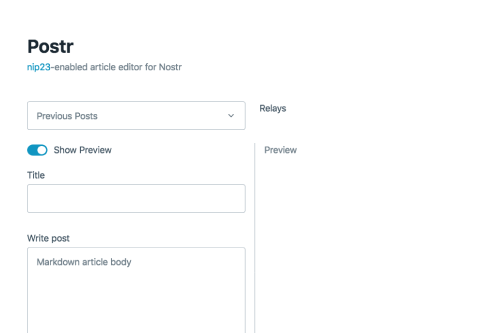 Postr
nip23-enabled article editor for Nostr
Previous Posts
Relays
Show Preview
Preview
Title
Write post
Markdown article body